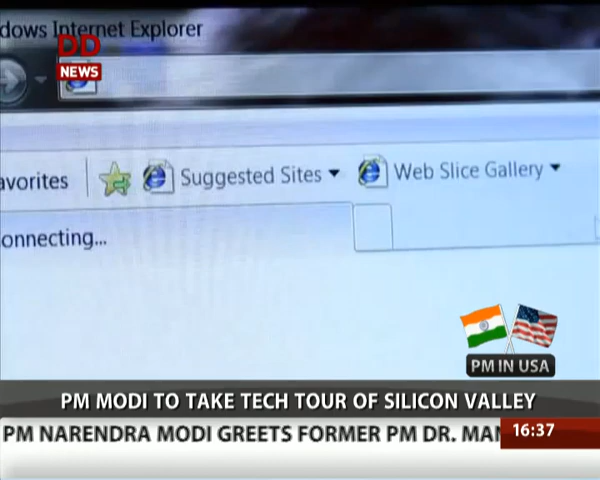 dows Internet Explorer
DD
NEWS
avorites
Suggested Sites
Web Slice Gallery
onnecting...
PM IN USA
PM MODI TO TAKE TECH TOUR OF SILICON VALLEY
PM NARENDRA MODI GREETS FORMER PM DR. MAN
16:37